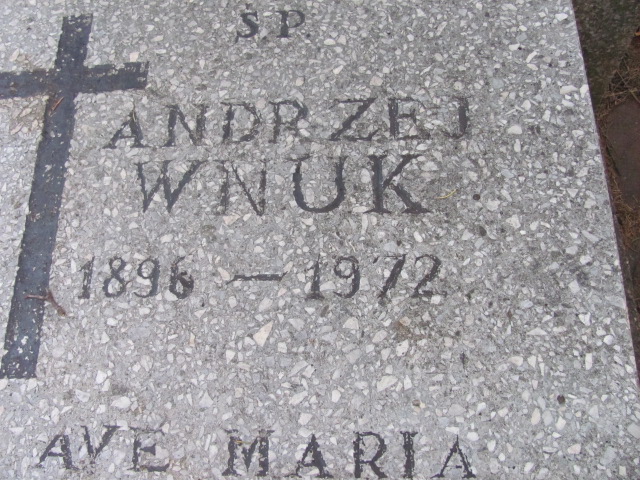 Ś.P.
ANDRZEJ
WNUK
1896 – 1972
AVE MARIA